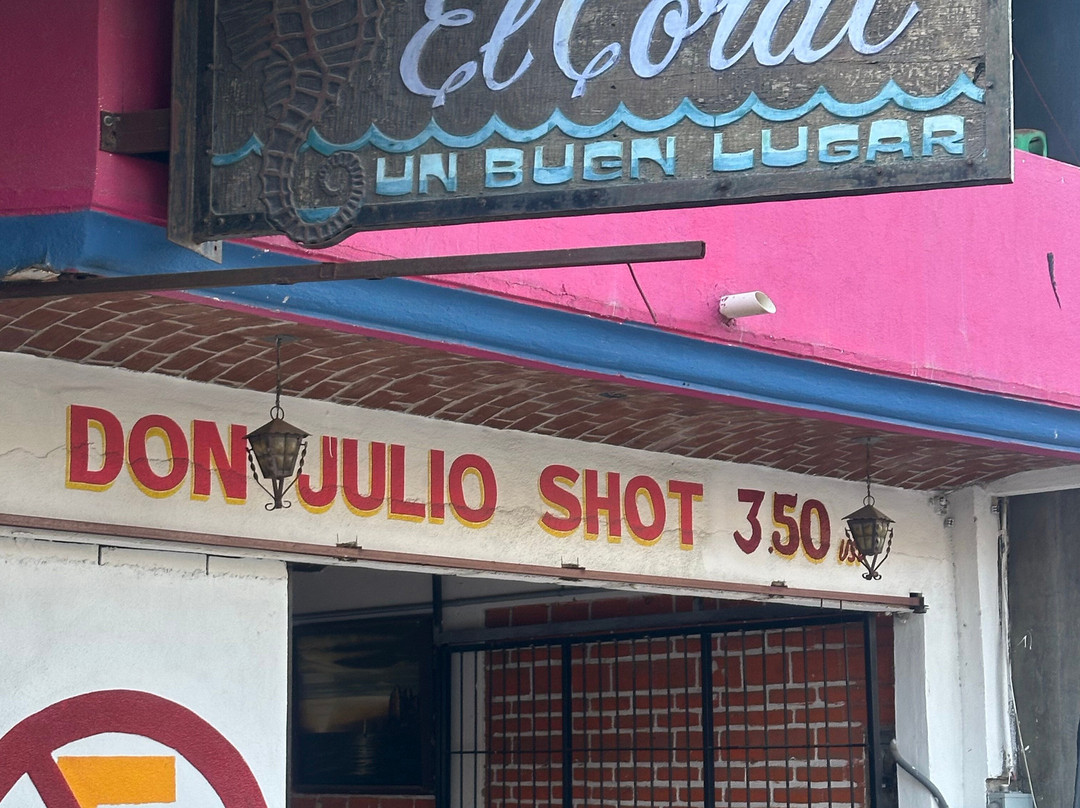 El Coral
UN BUEN LUGAR
DON JULIO SHOT 3.50